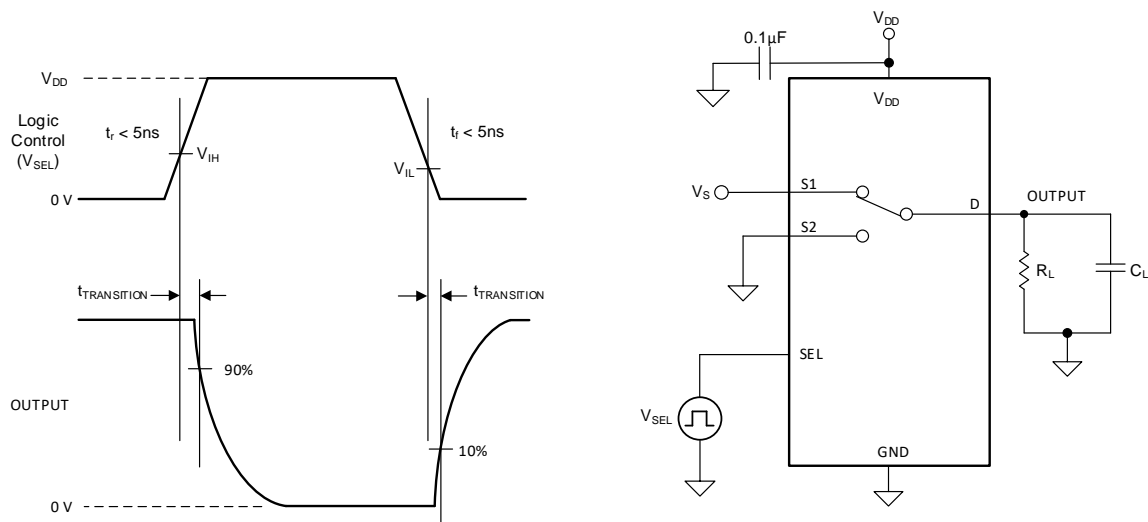 V_DD
Logic
Control
(V_SEL)
0 V
t_r < 5ns
V_IH
t_f < 5ns
V_IL
t_TRANSITION
t_TRANSITION
90%
OUTPUT
10%
0 V
V_DD
0.1µF
V_DD
V_S
S1
S2
D
OUTPUT
R_L
C_L
SEL
V_SEL
GND